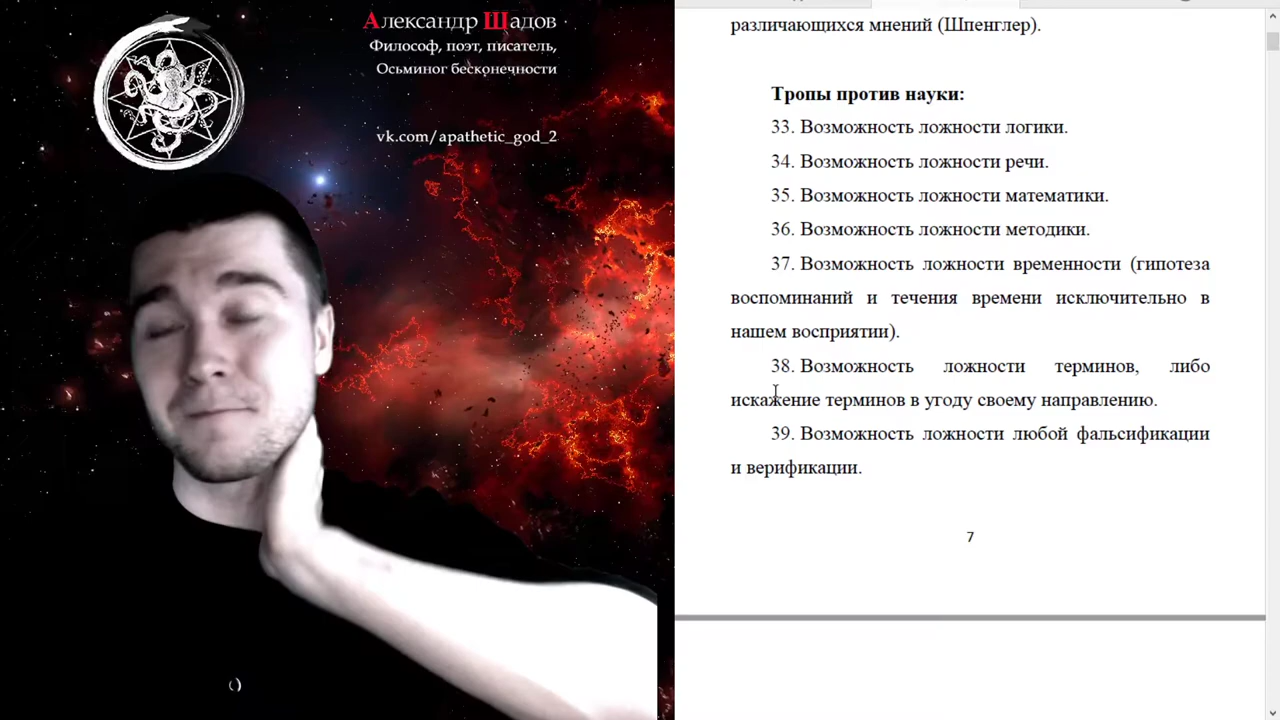 Александр Шадов
Философ, поэт, писатель,
Осьминог бесконечности
vk.com/apathetic_god_2
различающихся мнений (Шпенглер).
Тропы против науки:
33. Возможность ложности логики.
34. Возможность ложности речи.
35. Возможность ложности математики.
36. Возможность ложности методики.
37. Возможность ложности временности (гипотеза
воспоминаний и течения времени исключительно в
нашем восприятии).
38. Возможность ложности терминов, либо
искажение терминов в угоду своему направлению.
39. Возможность ложности любой фальсификации
и верификации.
7